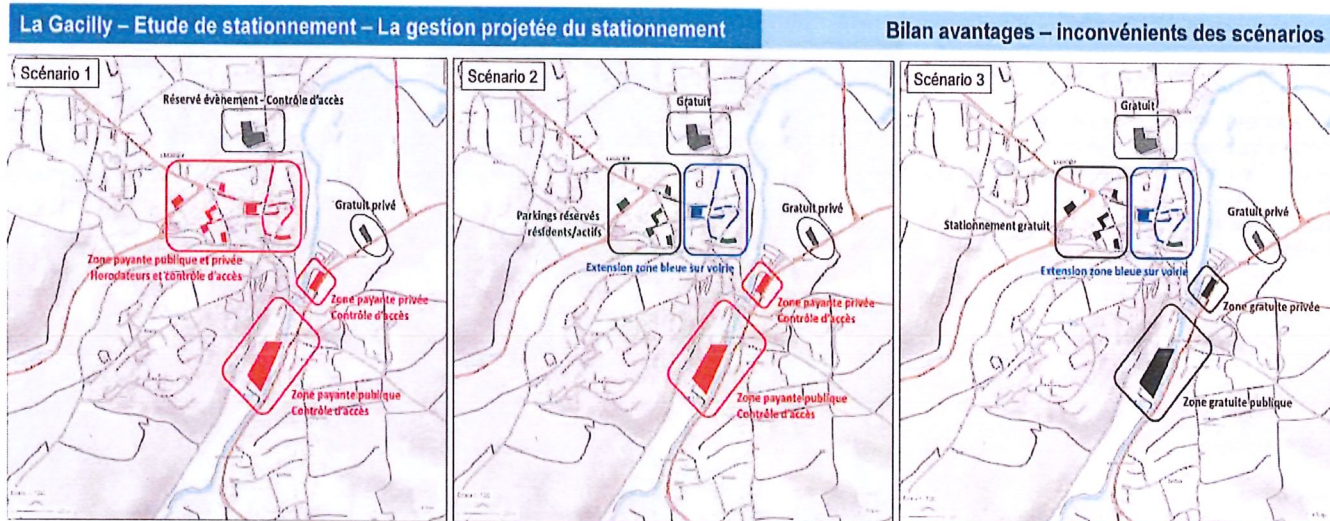 La Gacilly – Etude de stationnement – La gestion projetée du stationnement
Bilan avantages – inconvénients des scénarios
Scénario 1
Réservé évènement - Contrôle d'accès
Gratuit privé
Zone payante publique et privée
Horodateurs et contrôle d'accès
Zone payante privée
Contrôle d'accès
Zone payante publique
Contrôle d'accès
Scénario 2
Gratuit
Parkings réservés
résidents/actifs
Gratuit privé
Extension zone bleue sur voirie
Zone payante privée
Contrôle d'accès
Zone payante publique
Contrôle d'accès
Scénario 3
Gratuit
Gratuit privé
Stationnement gratuit
Extension zone bleue sur voirie
Zone gratuite privée
Zone gratuite publique